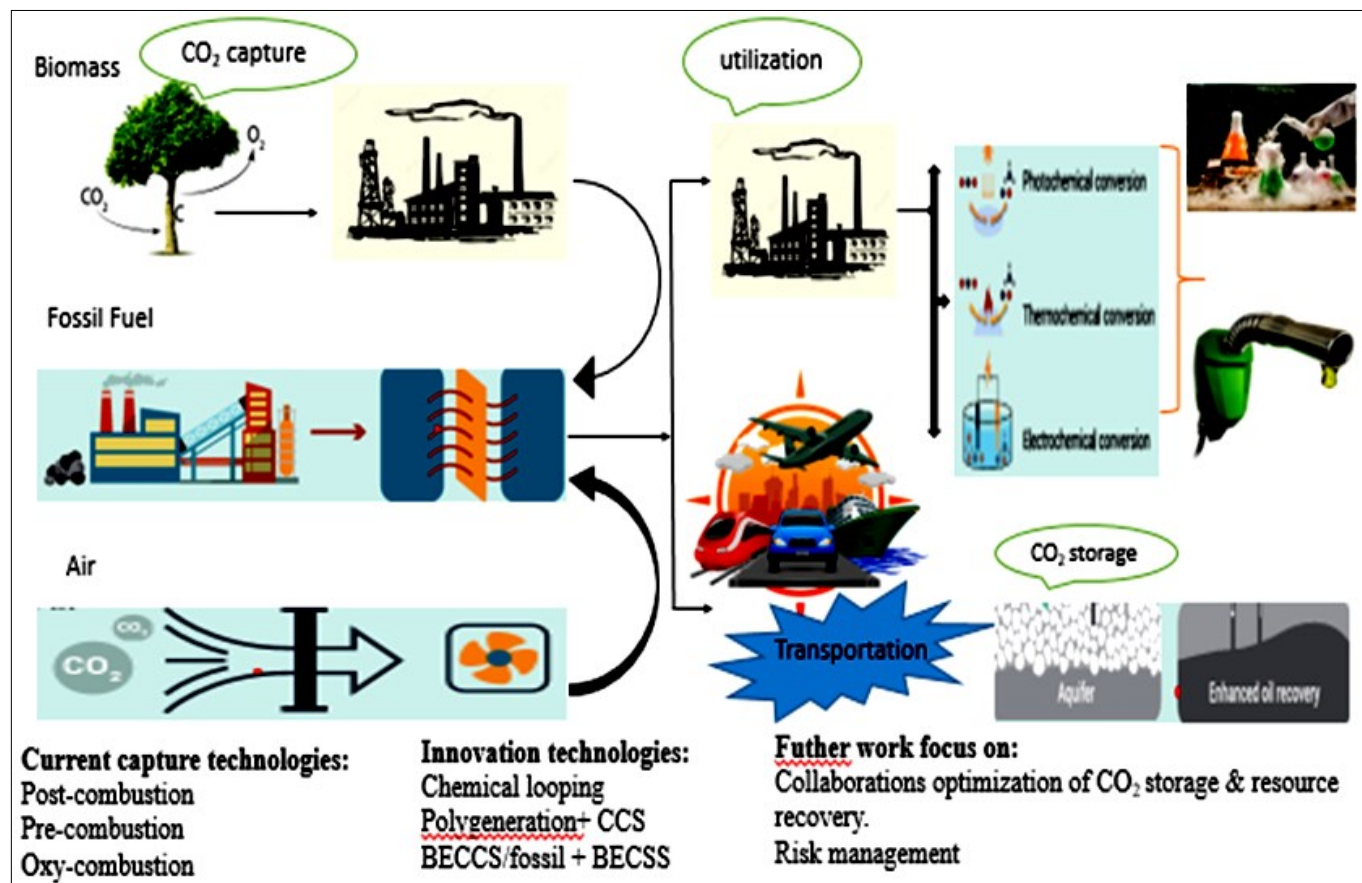 CO₂ capture
Biomass
O₂
CO₂
C
utilization
Photochemical conversion
Thermochemical conversion
Electrochemical conversion
Fossil Fuel
Air
CO₂
CO₂
Transportation
CO₂ storage
Aquifer
Enhanced oil recovery
Current capture technologies:
Post-combustion
Pre-combustion
Oxy-combustion
Innovation technologies:
Chemical looping
Polygeneration+ CCS
BECCS/fossil + BECSS
Futher work focus on:
Collaborations optimization of CO₂ storage & resource
recovery.
Risk management